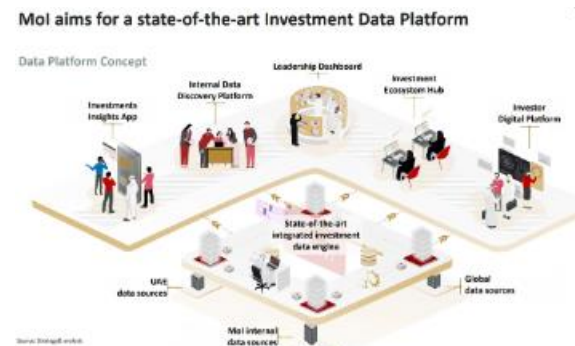 MoI aims for a state-of-the-art Investment Data Platform
Data Platform Concept
Investments
Insights App
Internal Data
Discovery Platform
Leadership Dashboard
Investment
Ecosystem Hub
Investor
Digital Platform
State-of-the-art
integrated investment
data engine
UAE
data sources
MoI internal
data sources
Global
data sources